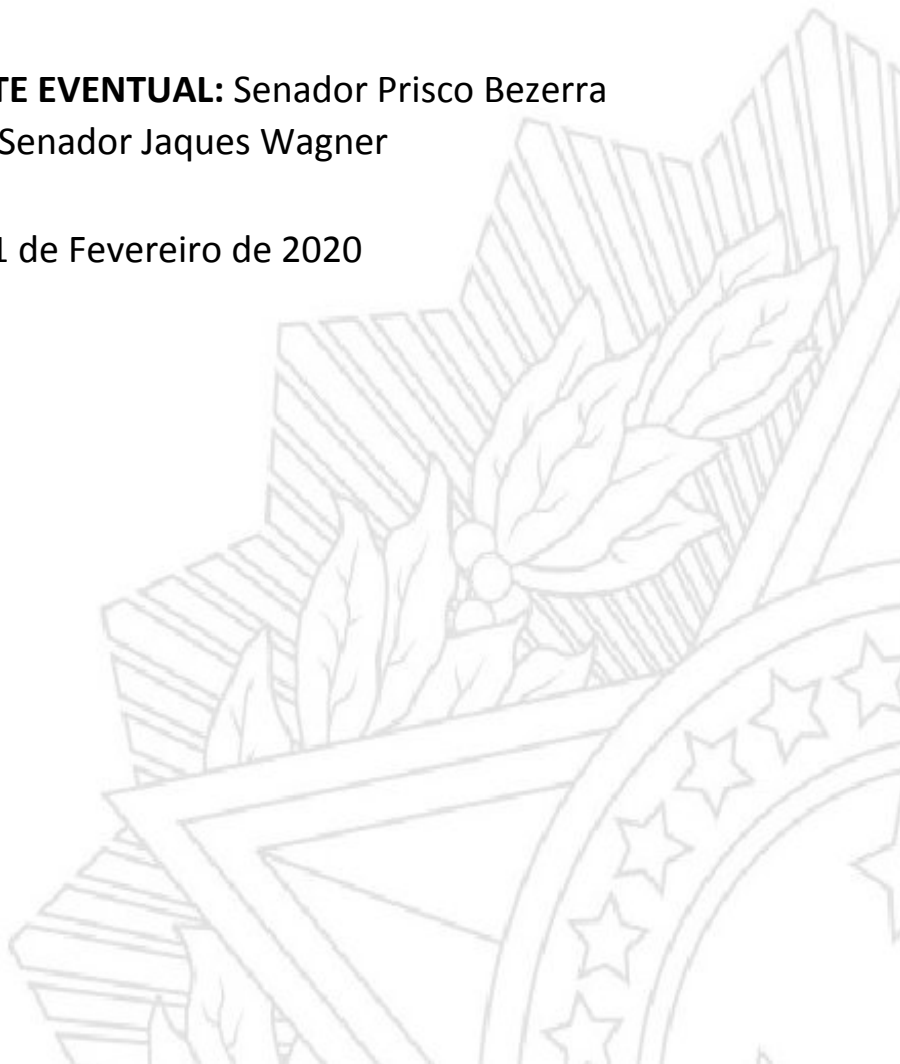 TE EVENTUAL: Senador Prisco Bezerra
Senador Jaques Wagner
1 de Fevereiro de 2020